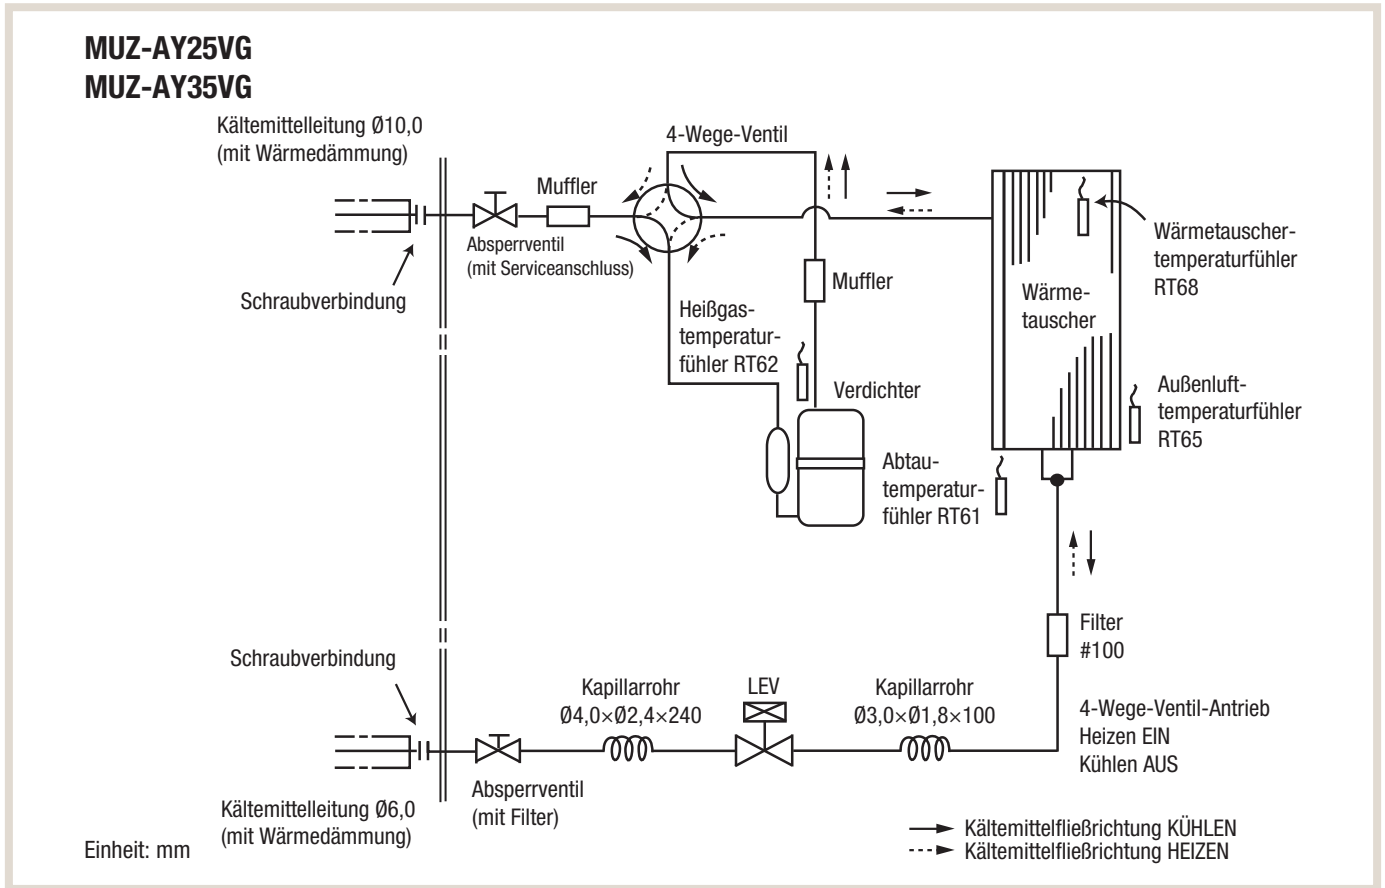 MUZ-AY25VG
MUZ-AY35VG
Kältemittelleitung Ø10,0
(mit Wärmedämmung)
4-Wege-Ventil
Muffler
Absperrventil
(mit Serviceanschluss)
Schraubverbindung
Wärmetauscher-
temperaturfühler
RT68
Muffler
Wärme-
tauscher
Heißgas-
temperatur-
fühler RT62
Verdichter
Außenluft-
temperaturfühler
RT65
Abtau-
temperatur-
fühler RT61
Filter
#100
Schraubverbindung
Kapillarrohr
Ø4,0×Ø2,4×240
LEV
Kapillarrohr
Ø3,0×Ø1,8×100
4-Wege-Ventil-Antrieb
Heizen EIN
Kühlen AUS
Absperrventil
(mit Filter)
Kältemittelleitung Ø6,0
(mit Wärmedämmung)
Einheit: mm
Kältemittelfließrichtung KÜHLEN
Kältemittelfließrichtung HEIZEN